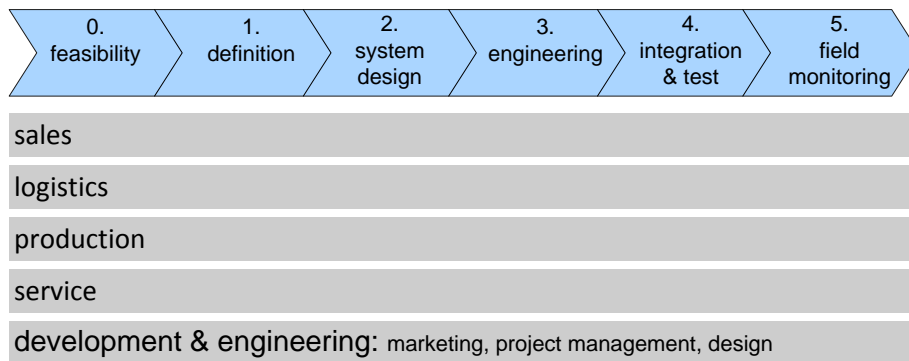 0.
feasibility
1.
definition
2.
system
design
3.
engineering
4.
integration
& test
5.
field
monitoring
sales
logistics
production
service
development & engineering: marketing, project management, design